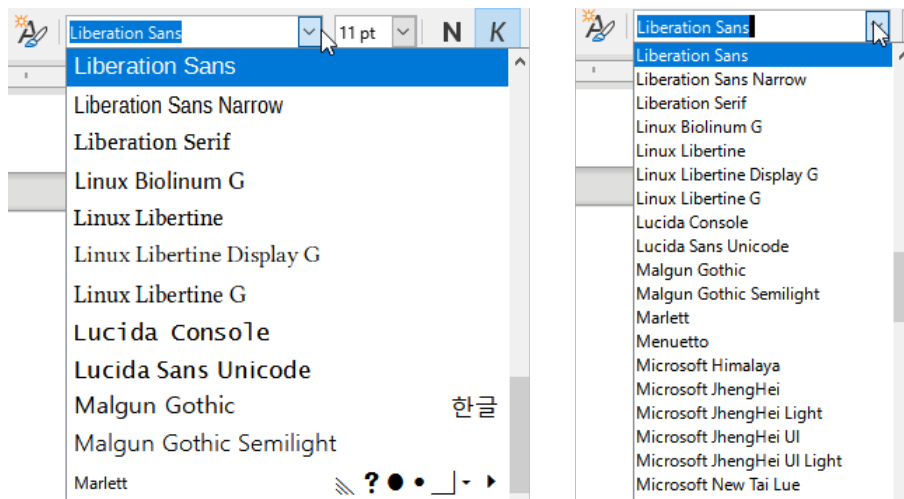 Liberation Sans 11 pt N K
Liberation Sans
Liberation Sans Narrow
Liberation Serif
Linux Biolinum G
Linux Libertine
Linux Libertine Display G
Linux Libertine G
Lucida Console
Lucida Sans Unicode
Malgun Gothic 한글
Malgun Gothic Semilight
Marlett ?
Liberation Sans
Liberation Sans
Liberation Sans Narrow
Liberation Serif
Linux Biolinum G
Linux Libertine
Linux Libertine Display G
Linux Libertine G
Lucida Console
Lucida Sans Unicode
Malgun Gothic
Malgun Gothic Semilight
Marlett
Menuetto
Microsoft Himalaya
Microsoft JhengHei
Microsoft JhengHei Light
Microsoft JhengHei UI
Microsoft JhengHei UI Light
Microsoft New Tai Lue